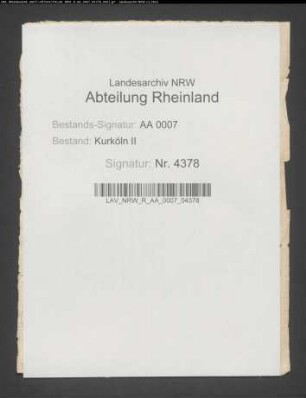 Landesarchiv NRW
Abteilung Rheinland
Bestands-Signatur: AA 0007
Bestand: Kurköln II
Signatur: Nr. 4378
LAV_NRW_R_AA_0007_04378